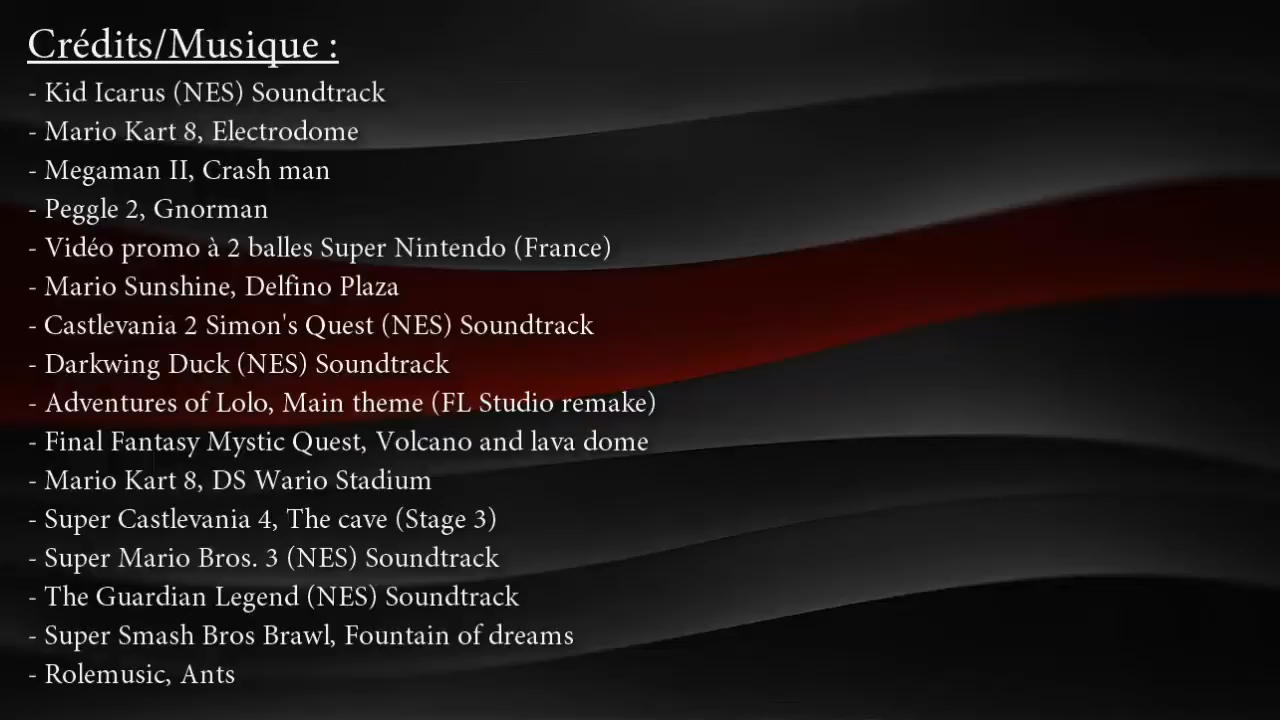 Crédits/Musique :
- Kid Icarus (NES) Soundtrack
- Mario Kart 8, Electrodome
- Megaman II, Crash man
- Peggle 2, Gnorman
- Vidéo promo à 2 balles Super Nintendo (France)
- Mario Sunshine, Delfino Plaza
- Castlevania 2 Simon's Quest (NES) Soundtrack
- Darkwing Duck (NES) Soundtrack
- Adventures of Lolo, Main theme (FL Studio remake)
- Final Fantasy Mystic Quest, Volcano and lava dome
- Mario Kart 8, DS Wario Stadium
- Super Castlevania 4, The cave (Stage 3)
- Super Mario Bros. 3 (NES) Soundtrack
- The Guardian Legend (NES) Soundtrack
- Super Smash Bros Brawl, Fountain of dreams
- Rolemusic, Ants